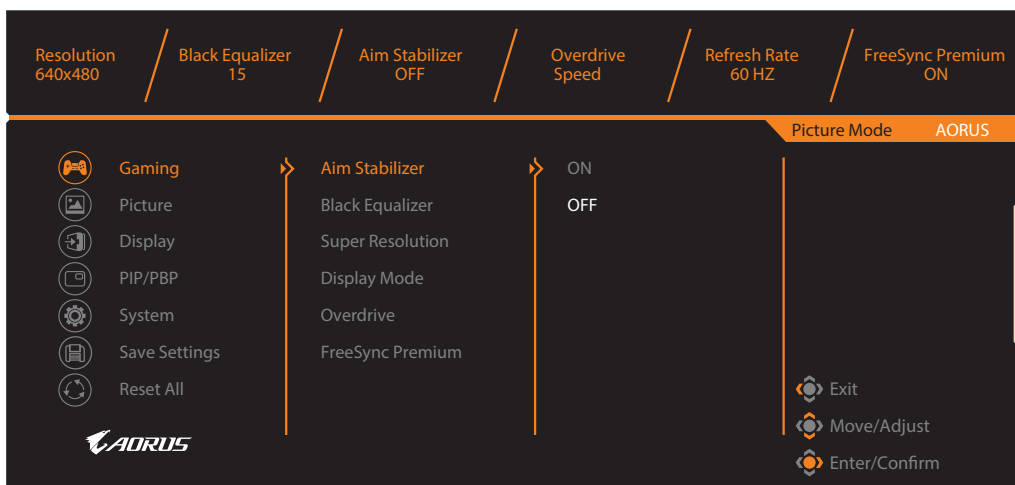 Resolution Black Equalizer Aim Stabilizer Overdrive Refresh Rate FreeSync Premium
640x480 15 OFF Speed 60 HZ ON
Picture Mode AORUS
Gaming Aim Stabilizer ON
Picture Black Equalizer OFF
Display Super Resolution
PIP/PBP Display Mode
System Overdrive
Save Settings FreeSync Premium
Reset All Exit
AORUS Move/Adjust
Enter/Confirm